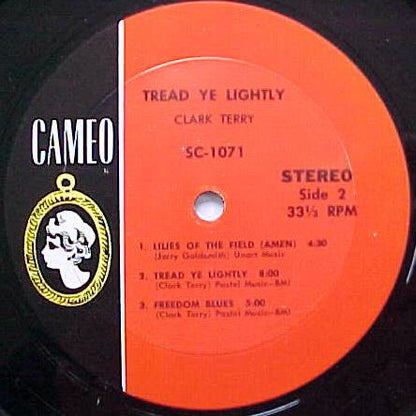 TREAD YE LIGHTLY
CLARK TERRY
SC-1071
CAMEO
STEREO
Side 2
33⅓ RPM
1. LILIES OF THE FIELD (AMEN) 4:30
(Jerry Goldsmith) Unart Music
2. TREAD YE LIGHTLY 8:00
(Clark Terry) Pastel Music—BMI
3. FREEDOM BLUES 5:00
(Clark Terry) Pastel Music—BMI